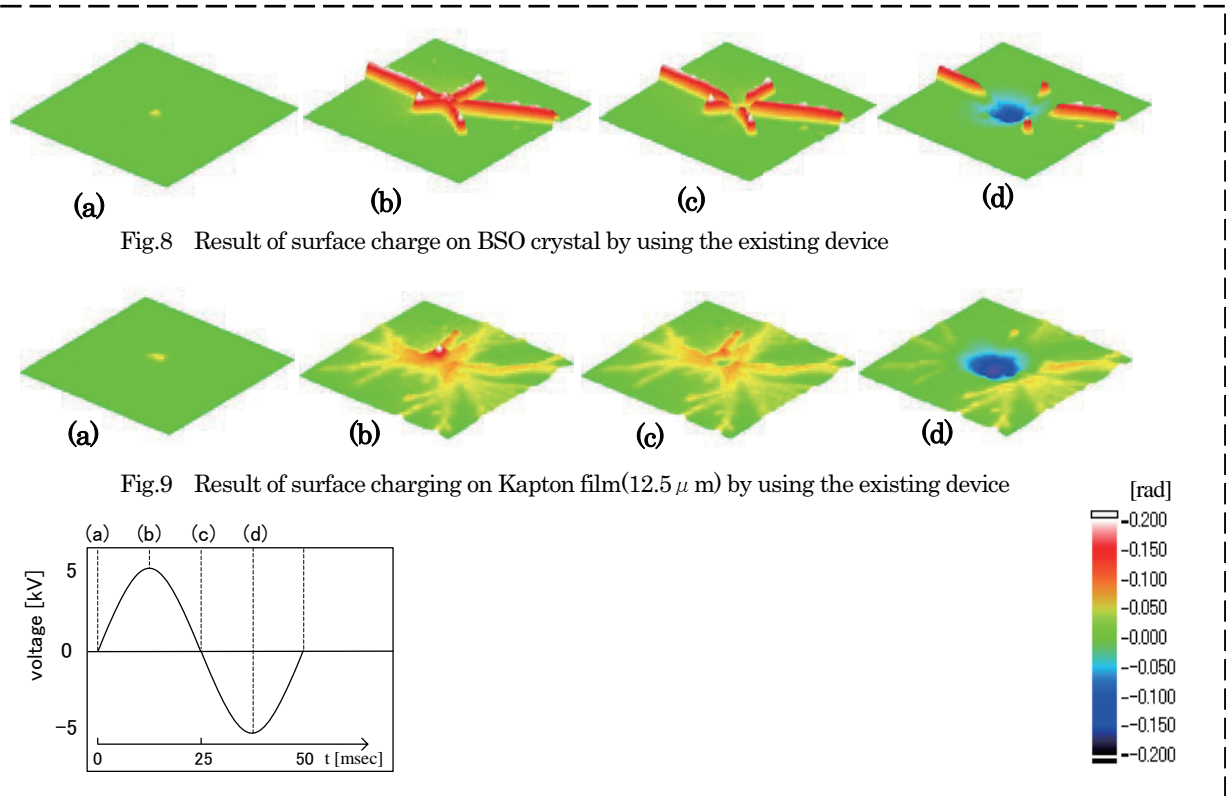 (a) (b) (c) (d)
Fig.8 Result of surface charge on BSO crystal by using the existing device
(a) (b) (c) (d)
Fig.9 Result of surface charging on Kapton film(12.5μm) by using the existing device
(a) (b) (c) (d)
voltage [kV]
5
0
-5
0 25 50 t [msec]
[rad]
-0.200
-0.150
-0.100
-0.050
-0.000
--0.050
--0.100
--0.150
--0.200